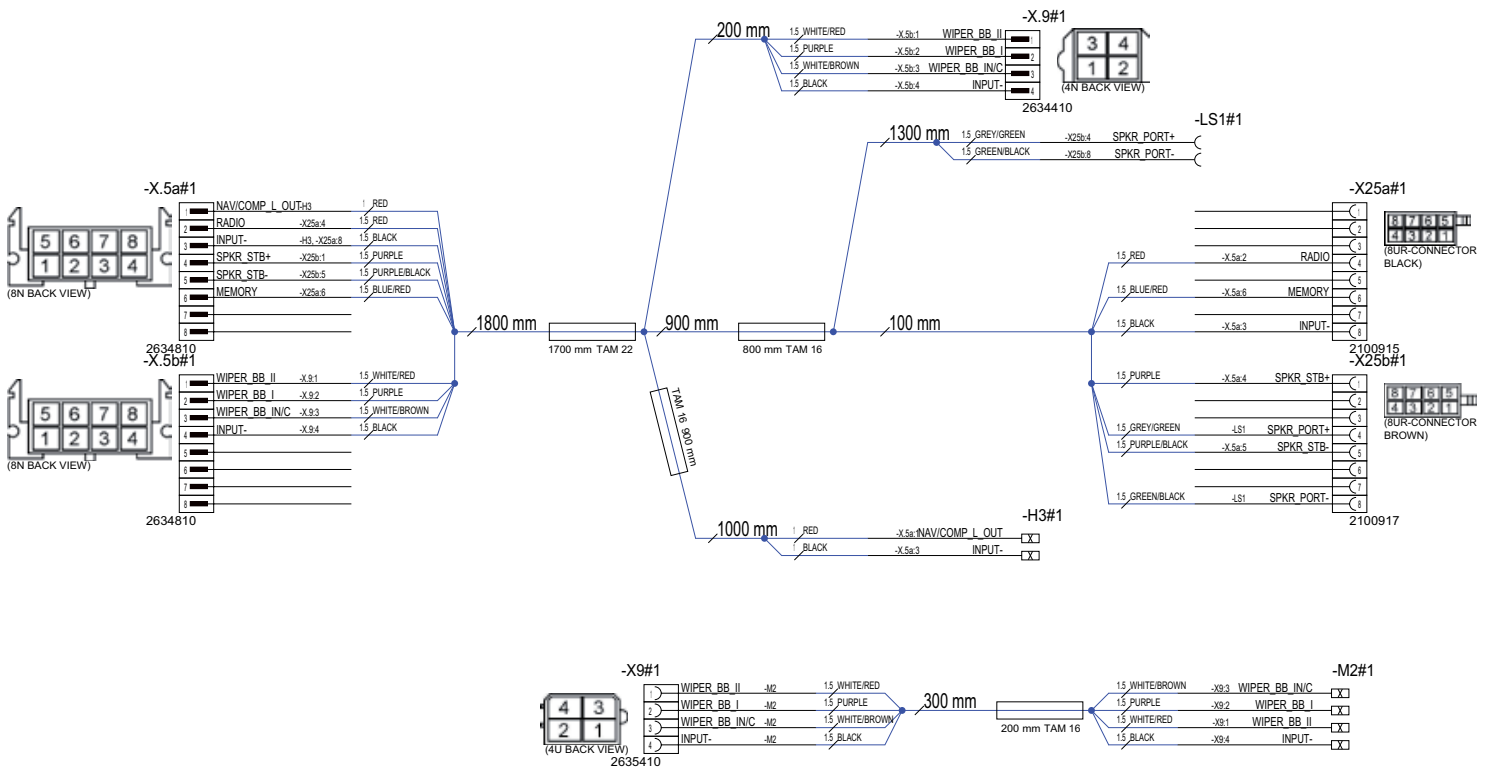 -X.9#1
200 mm
1.5 WHITE/RED -X.5b:1 WIPER_BB_II 1
1.5 PURPLE -X.5b:2 WIPER_BB_I 2
1.5 WHITE/BROWN -X.5b:3 WIPER_BB_IN/C 3
1.5 BLACK -X.5b:4 INPUT- 4
2634410
3 4
1 2
(4N BACK VIEW)
-LS1#1
1300 mm
1.5 GREY/GREEN -X25b:4 SPKR_PORT+
1.5 GREEN/BLACK -X25b:8 SPKR_PORT-
-X.5a#1
5 6 7 8
1 2 3 4
(8N BACK VIEW)
1 NAV/COMP_L_OUT -H3 1 RED
2 RADIO -X25a:4 1.5 RED
3 INPUT- -H3, -X25a:8 1.5 BLACK
4 SPKR_STB+ -X25b:1 1.5 PURPLE
5 SPKR_STB- -X25b:5 1.5 PURPLE/BLACK
6 MEMORY -X25a:6 1.5 BLUE/RED
7
8
2634810
-X.5b#1
5 6 7 8
1 2 3 4
(8N BACK VIEW)
1 WIPER_BB_II -X.9:1 1.5 WHITE/RED
2 WIPER_BB_I -X.9:2 1.5 PURPLE
3 WIPER_BB_IN/C -X.9:3 1.5 WHITE/BROWN
4 INPUT- -X.9:4 1.5 BLACK
5
6
7
8
2634810
1800 mm
1700 mm TAM 22
900 mm
800 mm TAM 16
100 mm
TAM 16 900 mm
-X25a#1
1
2
3
1.5 RED -X.5a:2 RADIO 4
5
1.5 BLUE/RED -X.5a:6 MEMORY 6
7
1.5 BLACK -X.5a:3 INPUT- 8
2100915
8 7 6 5
4 3 2 1
(8UR-CONNECTOR
BLACK)
-X25b#1
1.5 PURPLE -X.5a:4 SPKR_STB+ 1
2
3
1.5 GREY/GREEN -LS1 SPKR_PORT+ 4
1.5 PURPLE/BLACK -X.5a:5 SPKR_STB- 5
6
7
1.5 GREEN/BLACK -LS1 SPKR_PORT- 8
2100917
8 7 6 5
4 3 2 1
(8UR-CONNECTOR
BROWN)
-H3#1
1000 mm
1 RED -X.5a:1 NAV/COMP_L_OUT X
1 BLACK -X.5a:3 INPUT- X
-X9#1
4 3
2 1
(4U BACK VIEW)
1 WIPER_BB_II -M2 1.5 WHITE/RED
2 WIPER_BB_I -M2 1.5 PURPLE
3 WIPER_BB_IN/C -M2 1.5 WHITE/BROWN
4 INPUT- -M2 1.5 BLACK
2635410
300 mm
200 mm TAM 16
-M2#1
1.5 WHITE/BROWN -X9:3 WIPER_BB_IN/C X
1.5 PURPLE -X9:2 WIPER_BB_I X
1.5 WHITE/RED -X9:1 WIPER_BB_II X
1.5 BLACK -X9:4 INPUT- X